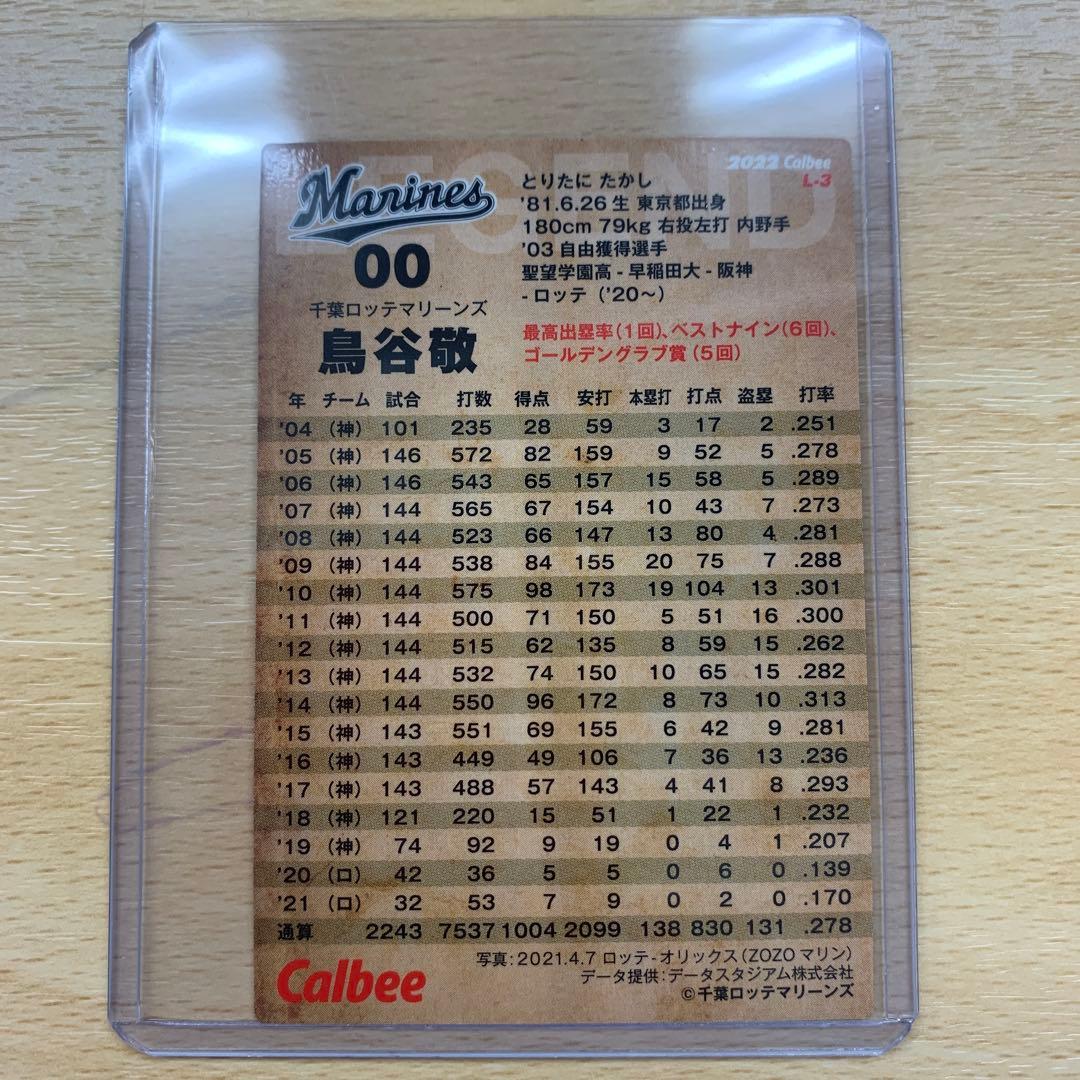 LEGEND
2022 Calbee
L-3
Marines
00
千葉ロッテマリーンズ
鳥谷敬
とりたに たかし
'81.6.26生 東京都出身
180cm 79kg 右投左打 内野手
'03 自由獲得選手
聖望学園高 - 早稲田大 - 阪神
- ロッテ（'20～）
最高出塁率(1回)、ベストナイン(6回)、
ゴールデングラブ賞(5回)
年 チーム 試合 打数 得点 安打 本塁打 打点 盗塁 打率
'04 (神) 101 235 28 59 3 17 2 .251
'05 (神) 146 572 82 159 9 52 5 .278
'06 (神) 146 543 65 157 15 58 5 .289
'07 (神) 144 565 67 154 10 43 7 .273
'08 (神) 144 523 66 147 13 80 4 .281
'09 (神) 144 538 84 155 20 75 7 .288
'10 (神) 144 575 98 173 19 104 13 .301
'11 (神) 144 500 71 150 5 51 16 .300
'12 (神) 144 515 62 135 8 59 15 .262
'13 (神) 144 532 74 150 10 65 15 .282
'14 (神) 144 550 96 172 8 73 10 .313
'15 (神) 143 551 69 155 6 42 9 .281
'16 (神) 143 449 49 106 7 36 13 .236
'17 (神) 143 488 57 143 4 41 8 .293
'18 (神) 121 220 15 51 1 22 1 .232
'19 (神) 74 92 9 19 0 4 1 .207
'20 (ロ) 42 36 5 5 0 6 0 .139
'21 (ロ) 32 53 7 9 0 2 0 .170
通算 2243 7537 1004 2099 138 830 131 .278
Calbee
写真：2021.4.7 ロッテ-オリックス（ZOZOマリン）
データ提供：データスタジアム株式会社
©千葉ロッテマリーンズ